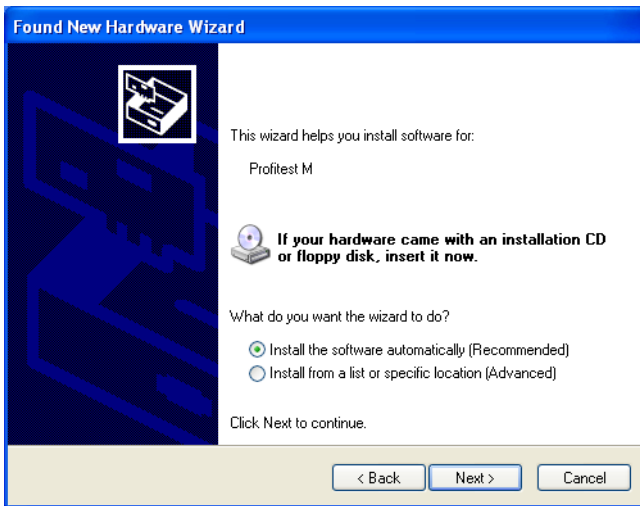 Found New Hardware Wizard
This wizard helps you install software for:
Profitest M
If your hardware came with an installation CD
or floppy disk, insert it now.
What do you want the wizard to do?
Install the software automatically (Recommended)
Install from a list or specific location (Advanced)
Click Next to continue.
< Back Next > Cancel